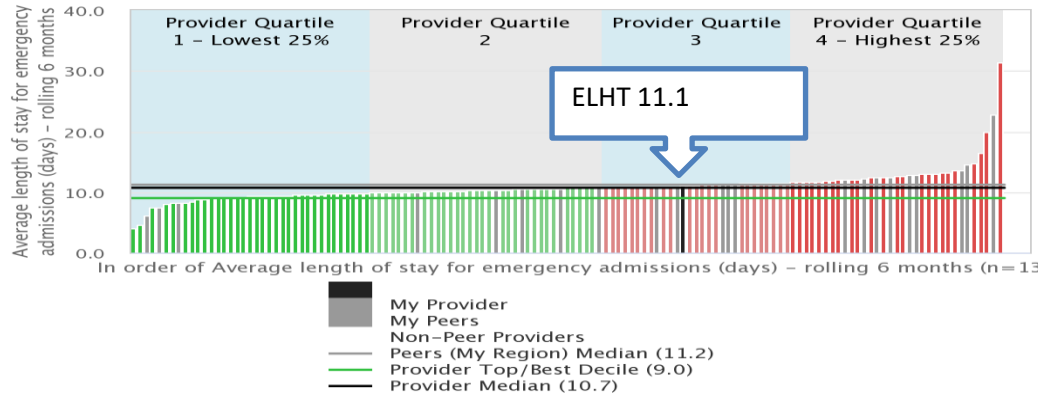 Average length of stay for emergency
admissions (days) – rolling 6 months
40.0
30.0
20.0
10.0
0.0
Provider Quartile
1 – Lowest 25%
Provider Quartile
2
Provider Quartile
3
Provider Quartile
4 – Highest 25%
ELHT 11.1
In order of Average length of stay for emergency admissions (days) – rolling 6 months (n=13
My Provider
My Peers
Non–Peer Providers
Peers (My Region) Median (11.2)
Provider Top/Best Decile (9.0)
Provider Median (10.7)